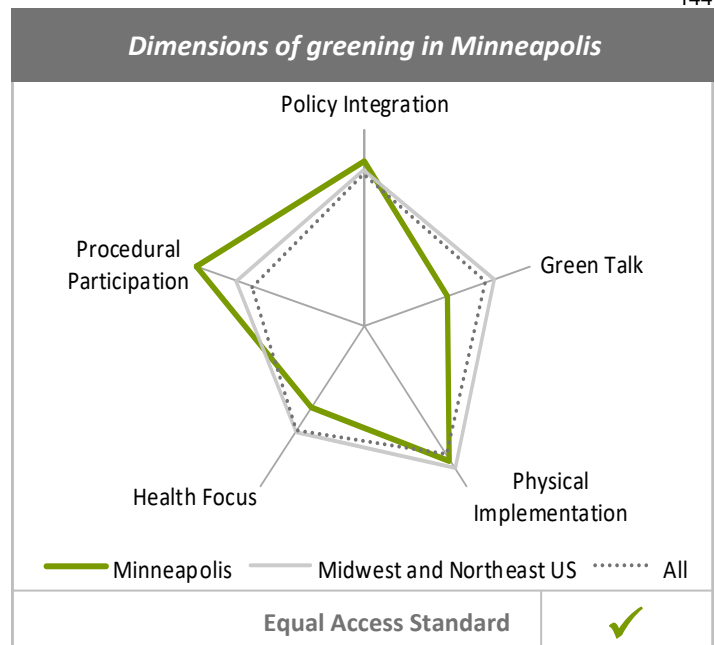 144
Dimensions of greening in Minneapolis
Policy Integration
Procedural
Participation
Green Talk
Health Focus
Physical
Implementation
Minneapolis
Midwest and Northeast US
All
Equal Access Standard